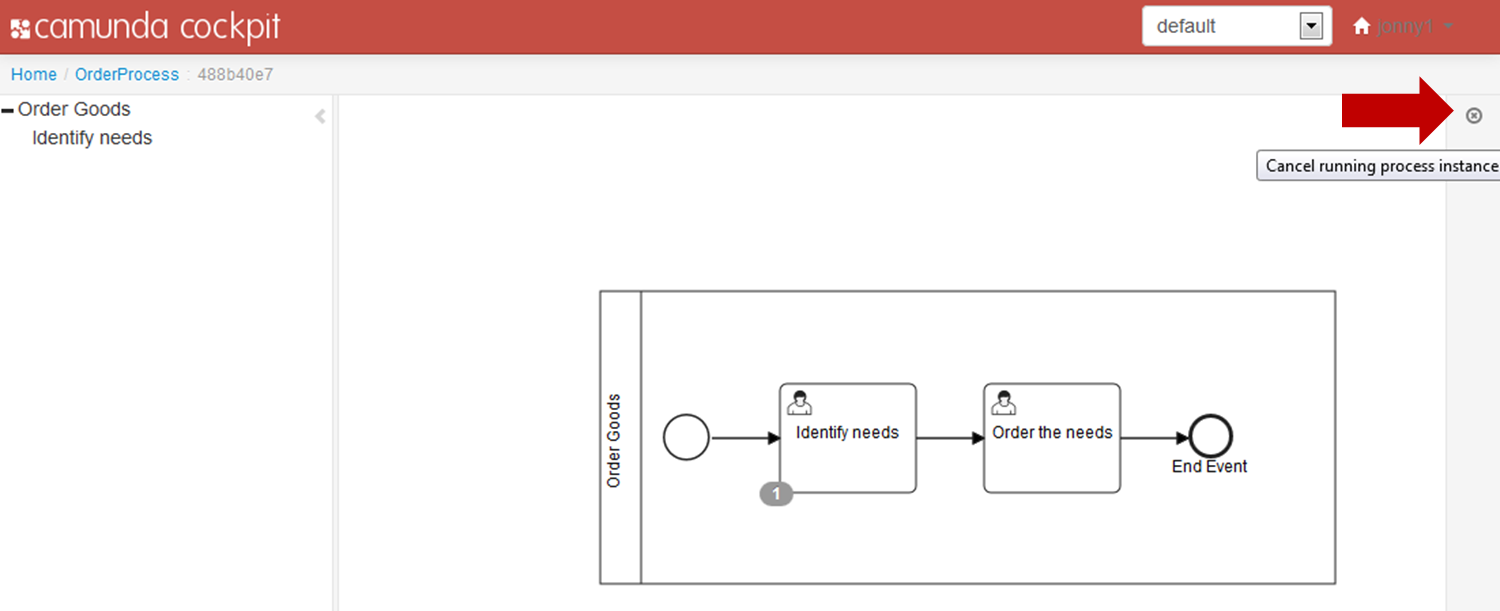 camunda cockpit
default
jonny1
Home / OrderProcess : 488b40e7
Order Goods
Identify needs
Cancel running process instance
Order Goods
Identify needs
Order the needs
End Event
1